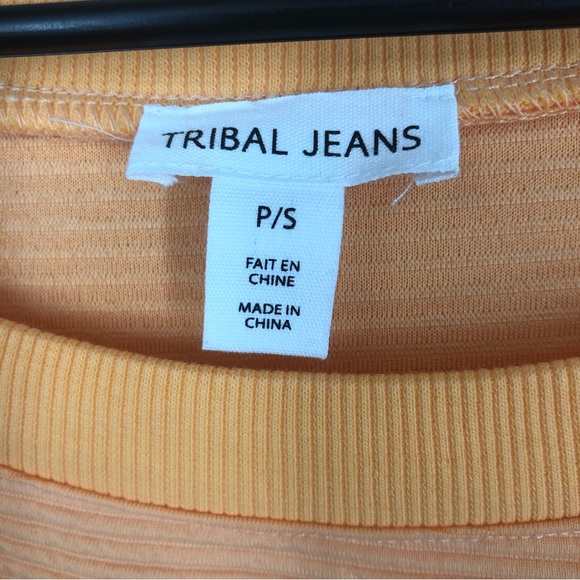 TRIBAL JEANS
P/S
FAIT EN
CHINE
MADE IN
CHINA